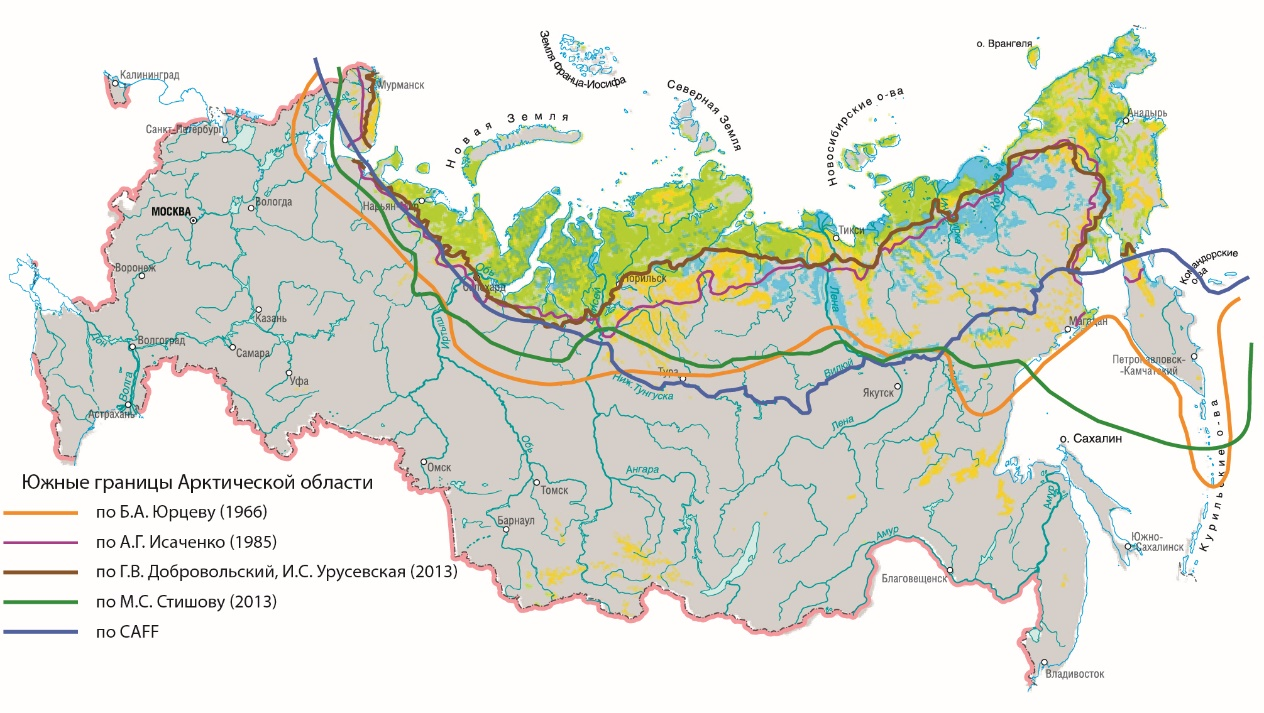 Земля Франца-Иосифа
о. Врангеля
Калининград
Мурманск
Северная Земля
Новосибирские о-ва
Новая Земля
Анадырь
Санкт-Петербург
Вологда
МОСКВА
Тикси
Командорские
о-ва
Воронеж
Обь
Норильск
Енисей
Лена
Казань
Иртыш
Магадан
Волгоград
Самара
Петропавловск-
-Камчатский
Уфа
Тура
Вилюй
Ниж. Тунгуска
Якутск
Волга
Астрахань
Лена
Курильские о-ва
о. Сахалин
Обь
Омск
Ангара
Томск
Амур
Южные границы Арктической области
по Б.А. Юрцеву (1966)
Барнаул
Амур
Южно-
Сахалинск
по А.Г. Исаченко (1985)
по Г.В. Добровольский, И.С. Урусевская (2013)
Благовещенск
по М.С. Стишову (2013)
по CAFF
Владивосток